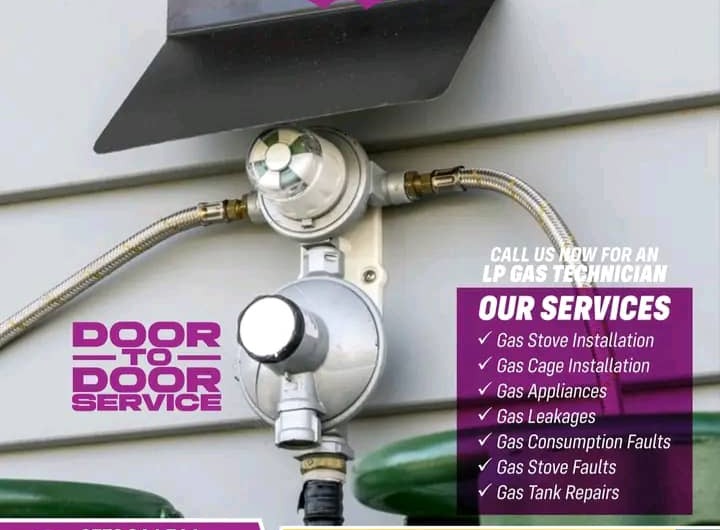 DOOR
TO
DOOR
SERVICE
CALL US NOW FOR AN
LP GAS TECHNICIAN
OUR SERVICES
✓ Gas Stove Installation
✓ Gas Cage Installation
✓ Gas Appliances
✓ Gas Leakages
✓ Gas Consumption Faults
✓ Gas Stove Faults
✓ Gas Tank Repairs